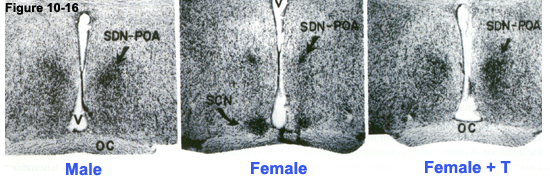 Figure 10-16
SDN-POA
V
OC
Male
V
SDN-POA
SCN
Female
SDN-POA
OC
Female + T